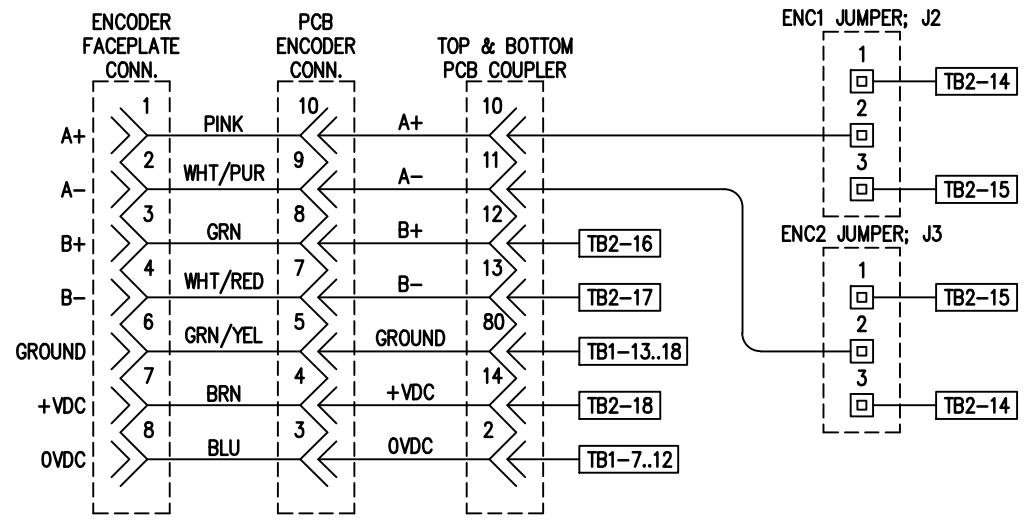 ENCODER
FACEPLATE
CONN.
PCB
ENCODER
CONN.
TOP & BOTTOM
PCB COUPLER
ENC1 JUMPER; J2
1
TB2-14
2
3
TB2-15
A+
1
PINK
10
A+
10
A-
2
WHT/PUR
9
A-
11
B+
3
GRN
8
B+
12
TB2-16
B-
4
WHT/RED
7
B-
13
TB2-17
GROUND
6
GRN/YEL
5
GROUND
80
TB1-13..18
+VDC
7
BRN
4
+VDC
14
TB2-18
0VDC
8
BLU
3
0VDC
2
TB1-7..12
ENC2 JUMPER; J3
1
TB2-15
2
3
TB2-14